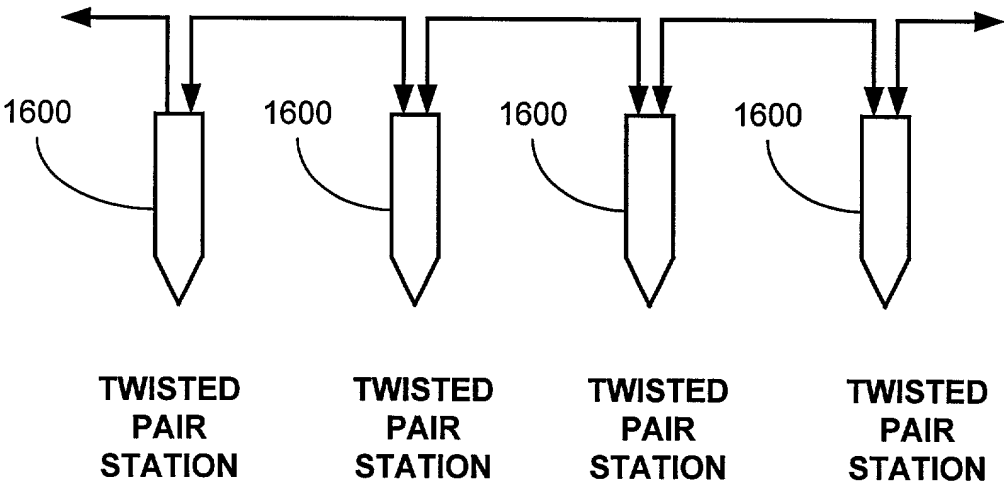 1600 1600 1600 1600
TWISTED TWISTED TWISTED TWISTED
PAIR PAIR PAIR PAIR
STATION STATION STATION STATION